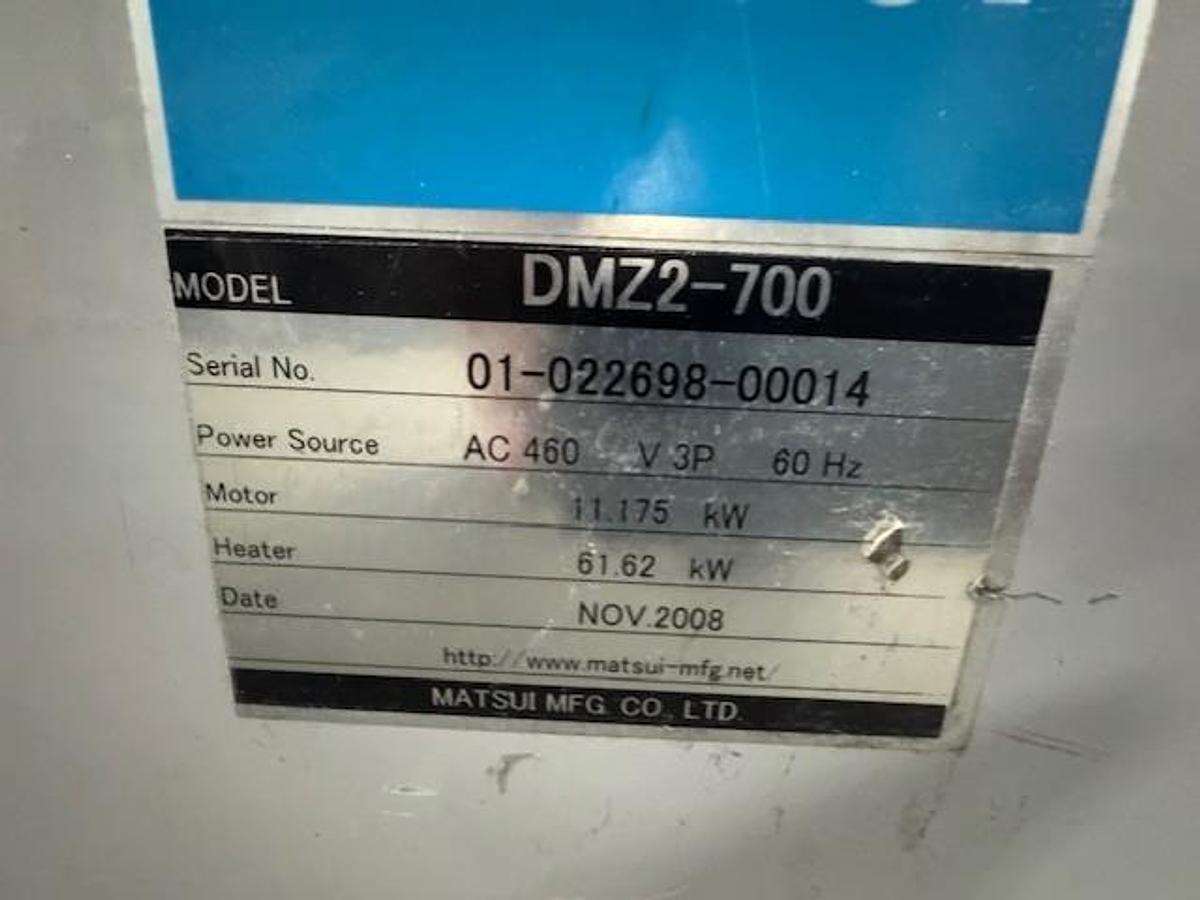 MODEL DMZ2-700
Serial No. 01-022698-00014
Power Source AC 460 V 3P 60 Hz
Motor 11.175 kW
Heater 61.62 kW
Date NOV.2008
http://www.matsui-mfg.net/
MATSUI MFG. CO., LTD.